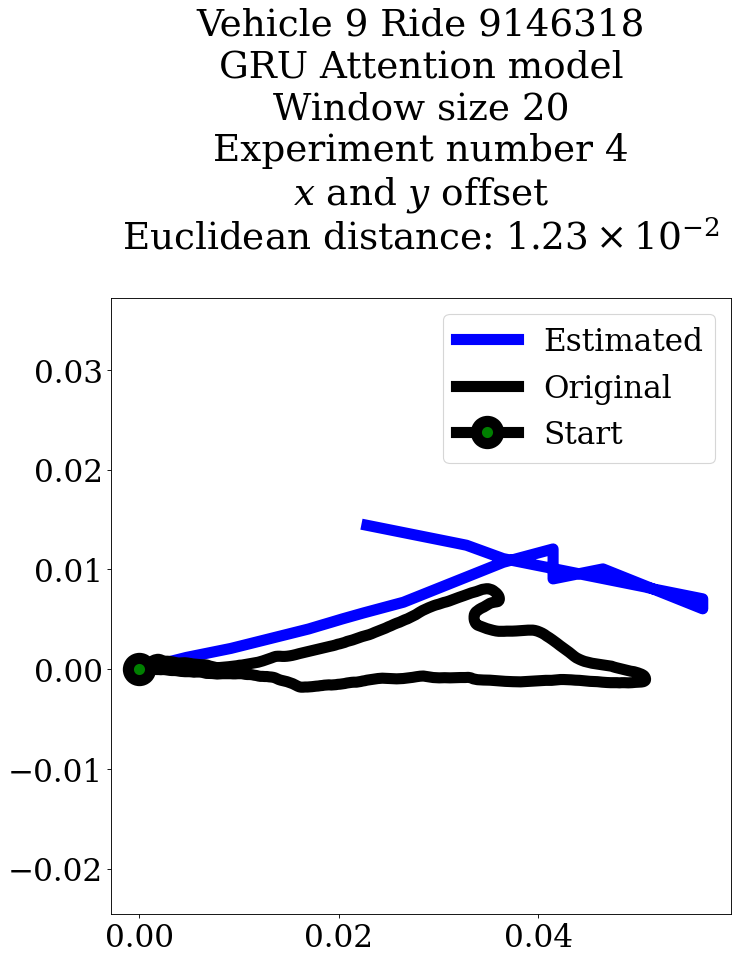 Vehicle 9 Ride 9146318
GRU Attention model
Window size 20
Experiment number 4
x and y offset
Euclidean distance: 1.23 × 10⁻²
Estimated
Original
Start
0.03
0.02
0.01
0.00
−0.01
−0.02
0.00 0.02 0.04